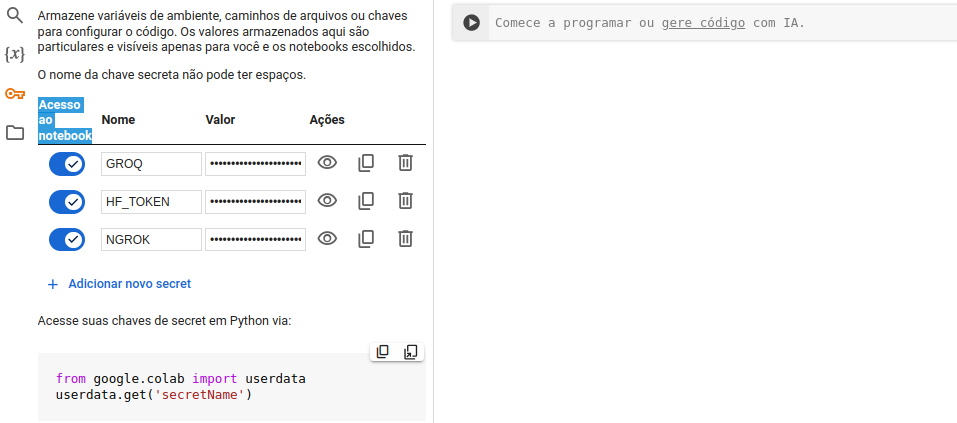 Armazene variáveis de ambiente, caminhos de arquivos ou chaves
para configurar o código. Os valores armazenados aqui são
particulares e visíveis apenas para você e os notebooks escolhidos.
O nome da chave secreta não pode ter espaços.
Acesso
ao
notebook
Nome
Valor
Ações
GROQ
•••••••••••••••••••••
HF_TOKEN
•••••••••••••••••••••
NGROK
•••••••••••••••••••••
+ Adicionar novo secret
Acesse suas chaves de secret em Python via:
from google.colab import userdata
userdata.get('secretName')
{x}
Comece a programar ou gere código com IA.